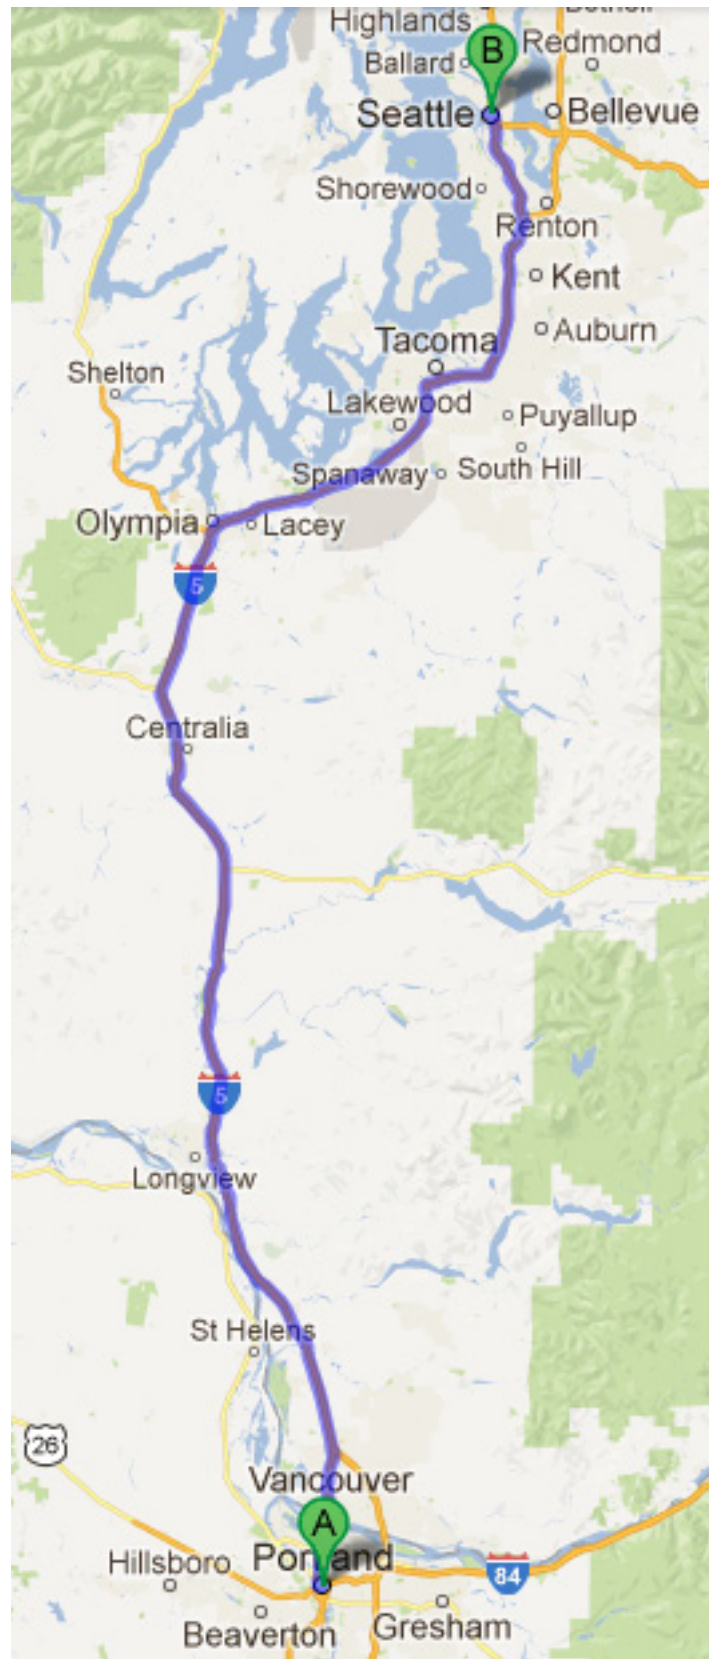 Highlands
Bothell
B
Redmond
Ballard
Seattle
Bellevue
Shorewood
Renton
Kent
Auburn
Tacoma
Shelton
Lakewood
Puyallup
Spanaway
South Hill
Olympia
Lacey
5
Centralia
5
Longview
St Helens
26
Vancouver
A
Portland
Hillsboro
84
Beaverton
Gresham